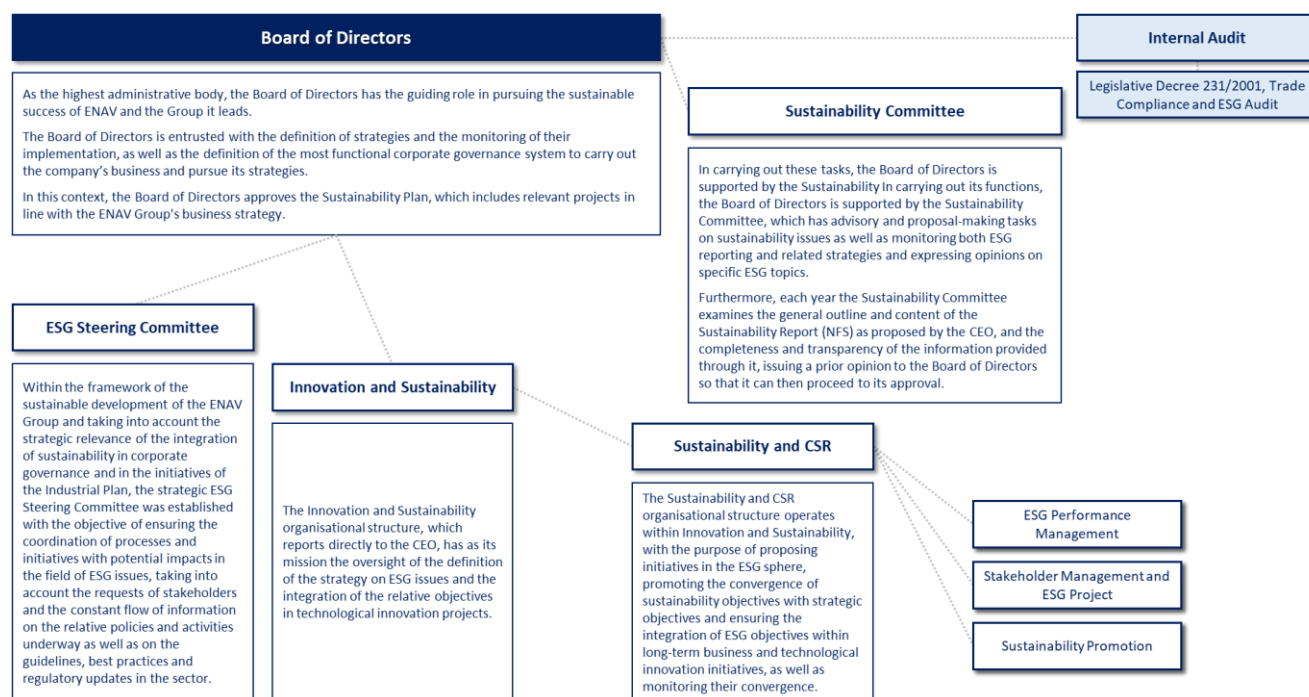 Board of Directors
As the highest administrative body, the Board of Directors has the guiding role in pursuing the sustainable
success of ENAV and the Group it leads.
The Board of Directors is entrusted with the definition of strategies and the monitoring of their
implementation, as well as the definition of the most functional corporate governance system to carry out
the company's business and pursue its strategies.
In this context, the Board of Directors approves the Sustainability Plan, which includes relevant projects in
line with the ENAV Group's business strategy.
Internal Audit
Legislative Decree 231/2001, Trade
Compliance and ESG Audit
Sustainability Committee
In carrying out these tasks, the Board of Directors is
supported by the Sustainability In carrying out its functions,
the Board of Directors is supported by the Sustainability
Committee, which has advisory and proposal-making tasks
on sustainability issues as well as monitoring both ESG
reporting and related strategies and expressing opinions on
specific ESG topics.
Furthermore, each year the Sustainability Committee
examines the general outline and content of the
Sustainability Report (NFS) as proposed by the CEO, and the
completeness and transparency of the information provided
through it, issuing a prior opinion to the Board of Directors
so that it can then proceed to its approval.
ESG Steering Committee
Within the framework of the
sustainable development of the ENAV
Group and taking into account the
strategic relevance of the integration
of sustainability in corporate
governance and in the initiatives of
the Industrial Plan, the strategic ESG
Steering Committee was established
with the objective of ensuring the
coordination of processes and
initiatives with potential impacts in
the field of ESG issues, taking into
account the requests of stakeholders
and the constant flow of information
on the relative policies and activities
underway as well as on the
guidelines, best practices and
regulatory updates in the sector.
Innovation and Sustainability
The Innovation and Sustainability
organisational structure, which
reports directly to the CEO, has as its
mission the oversight of the definition
of the strategy on ESG issues and the
integration of the relative objectives
in technological innovation projects.
Sustainability and CSR
The Sustainability and CSR
organisational structure operates
within Innovation and Sustainability,
with the purpose of proposing
initiatives in the ESG sphere,
promoting the convergence of
sustainability objectives with strategic
objectives and ensuring the
integration of ESG objectives within
long-term business and technological
innovation initiatives, as well as
monitoring their convergence.
ESG Performance
Management
Stakeholder Management and
ESG Project
Sustainability Promotion